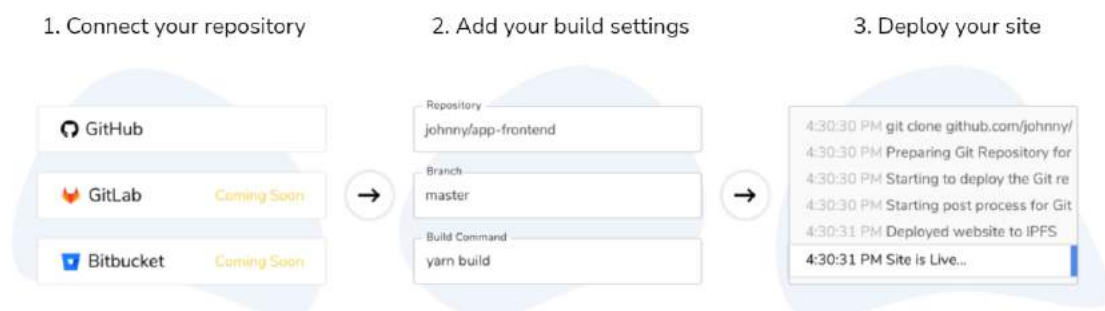 1. Connect your repository
GitHub
GitLab Coming Soon
Bitbucket Coming Soon
2. Add your build settings
Repository
johnny/app-frontend
Branch
master
Build Command
yarn build
3. Deploy your site
4:30:30 PM git clone github.com/johnny/
4:30:30 PM Preparing Git Repository for
4:30:30 PM Starting to deploy the Git re
4:30:30 PM Starting post process for Git
4:30:31 PM Deployed website to IPFS
4:30:31 PM Site is Live...